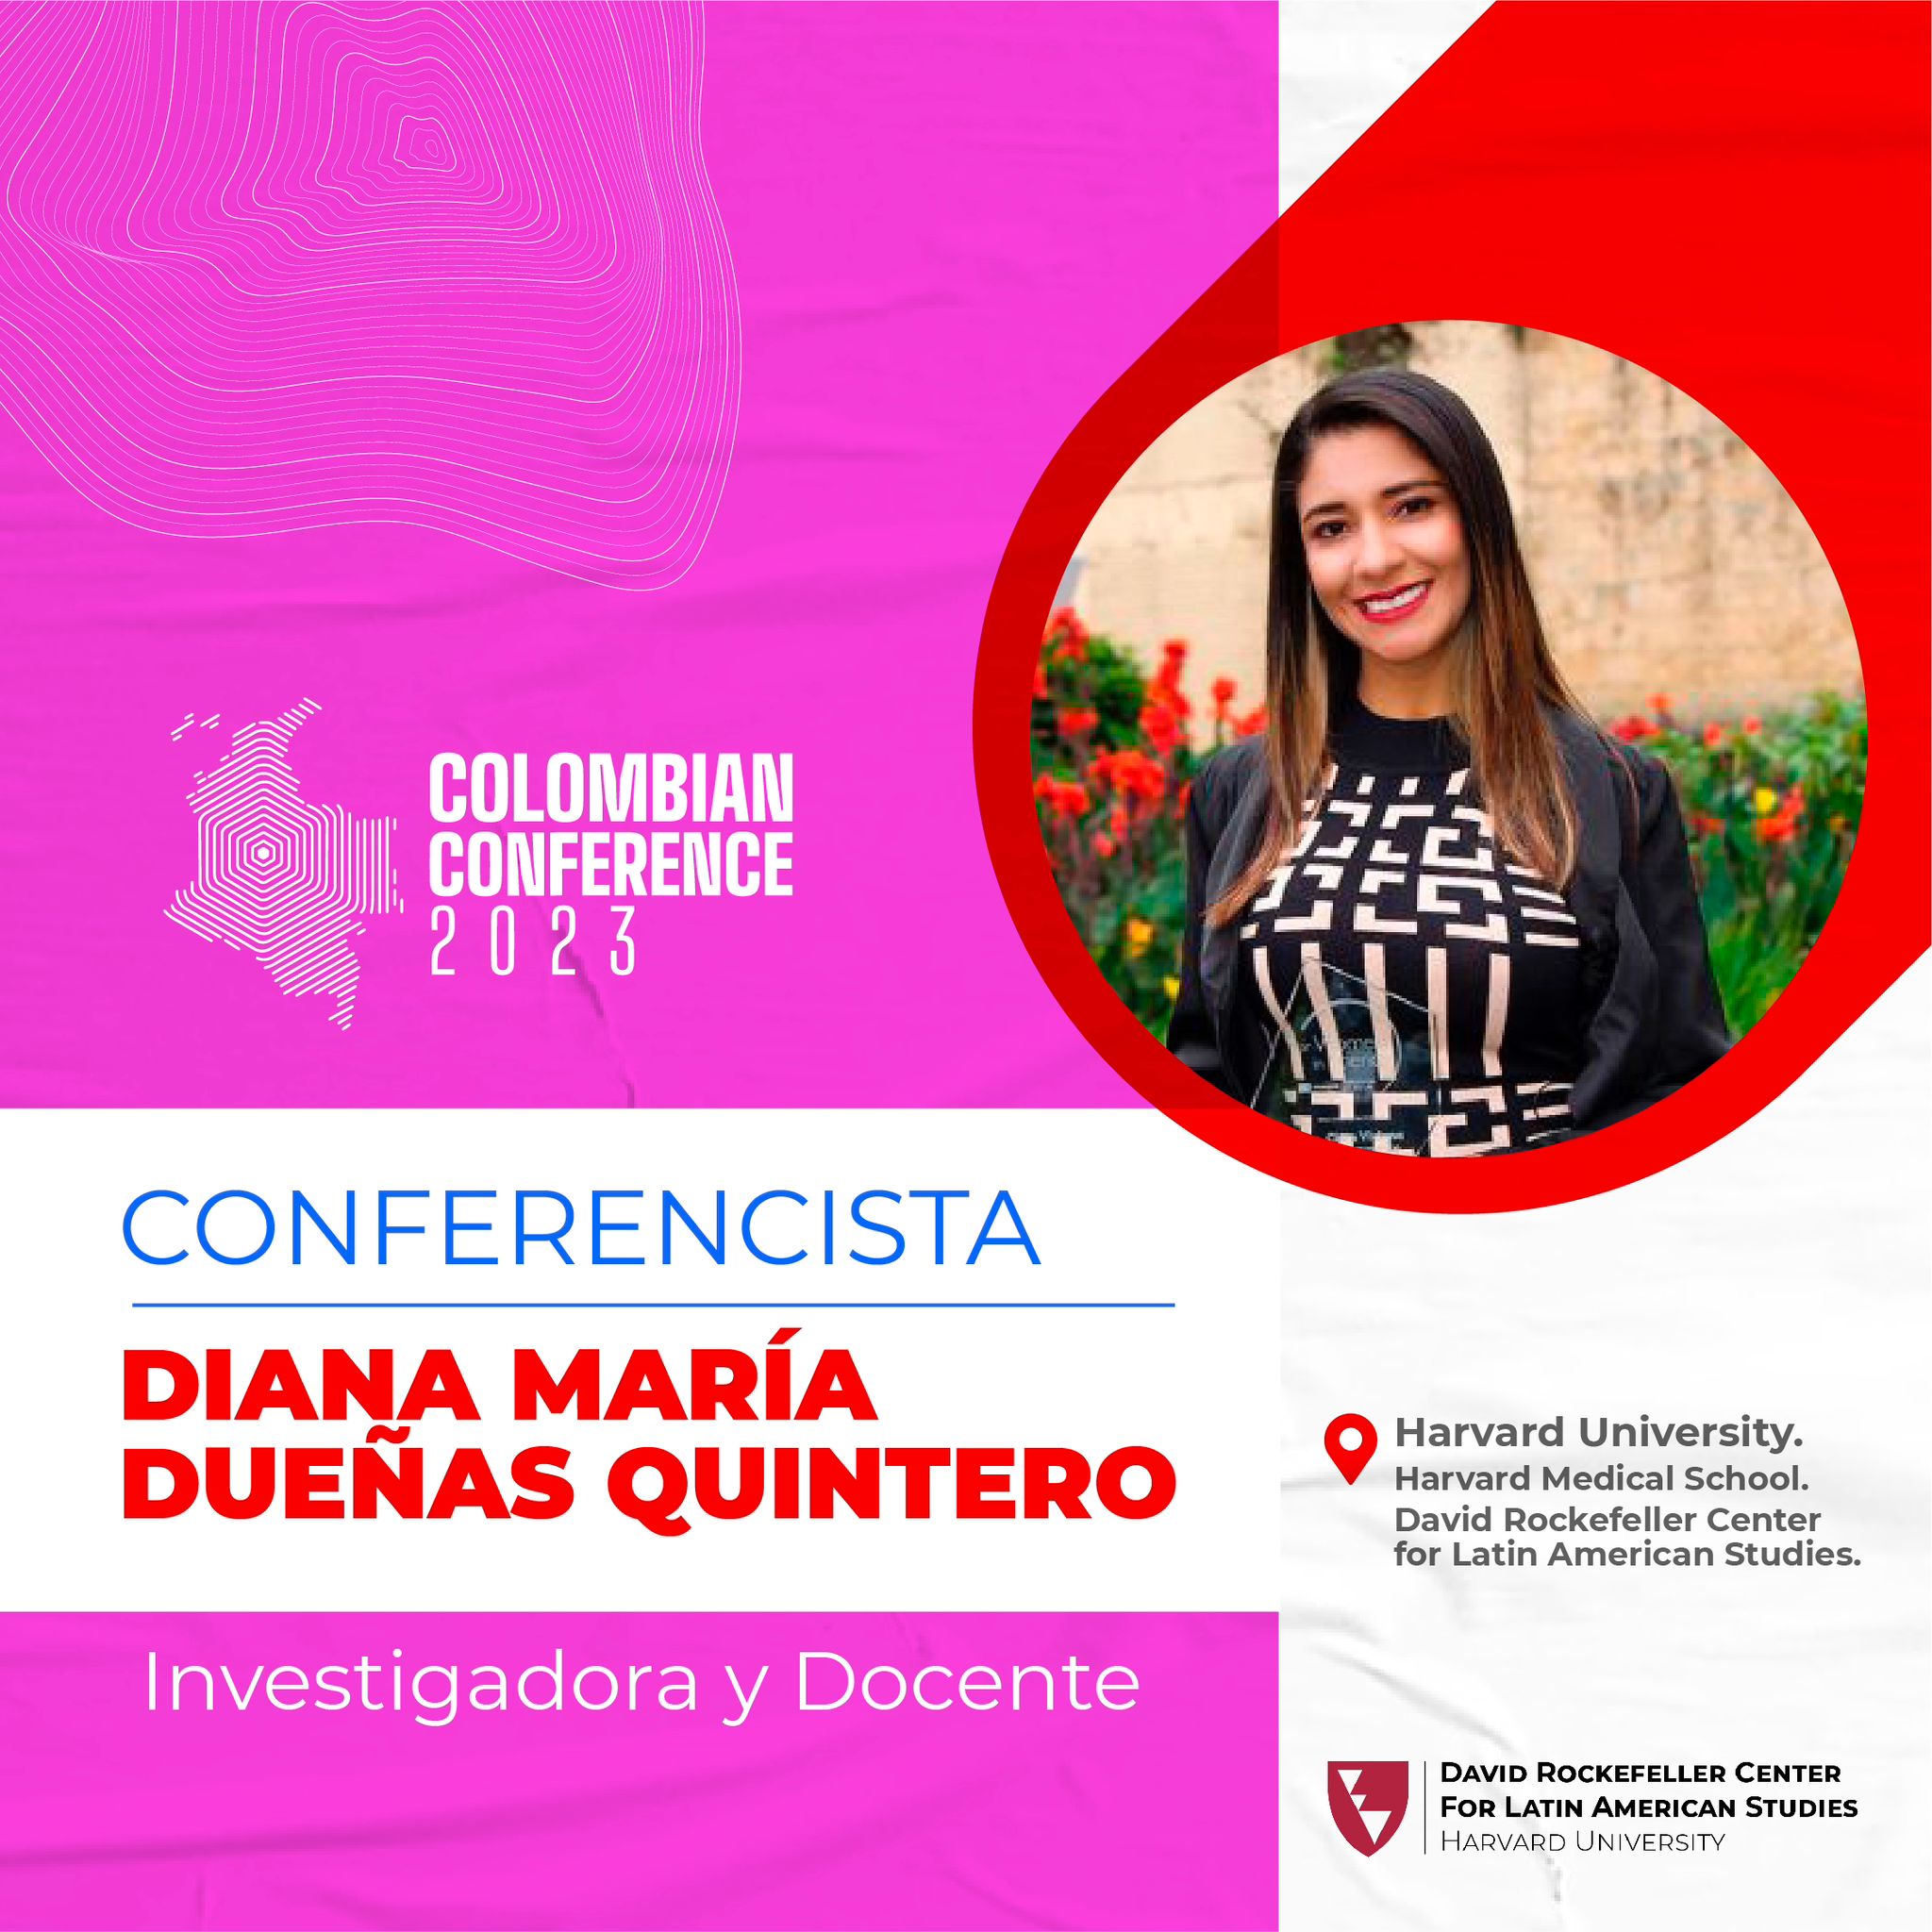 COLOMBIAN
CONFERENCE
2023
CONFERENCISTA
DIANA MARÍA
DUEÑAS QUINTERO
Investigadora y Docente
Harvard University.
Harvard Medical School.
David Rockefeller Center
for Latin American Studies.
DAVID ROCKEFELLER CENTER
FOR LATIN AMERICAN STUDIES
HARVARD UNIVERSITY